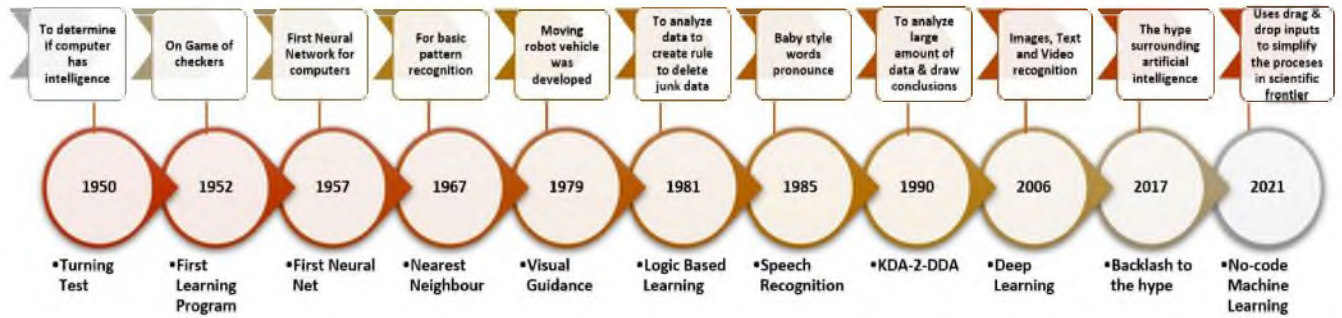 To determine
if computer
has
intelligence
On Game of
checkers
First Neural
Network for
computers
For basic
pattern
recognition
Moving
robot vehicle
was
developed
To analyze
data to
create rule
to delete
junk data
Baby style
words
pronounce
To analyze
large
amount of
data & draw
conclusions
Images, Text
and Video
recognition
The hype
surrounding
artificial
intelligence
Uses drag &
drop inputs
to simplify
the proceses
in scientific
frontier
1950
1952
1957
1967
1979
1981
1985
1990
2006
2017
2021
▪Turning
Test
▪First
Learning
Program
▪First Neural
Net
▪Nearest
Neighbour
▪Visual
Guidance
▪Logic Based
Learning
▪Speech
Recognition
▪KDA-2-DDA
▪Deep
Learning
▪Backlash to
the hype
▪No-code
Machine
Learning